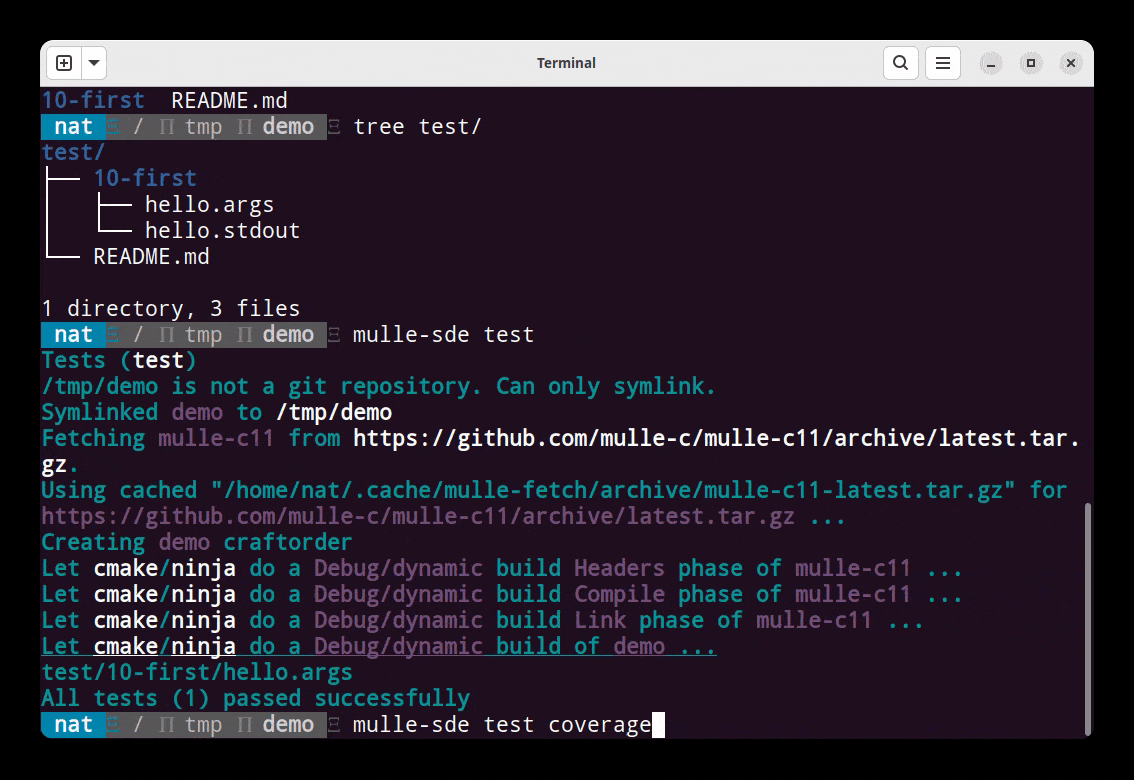 Terminal
10-first  README.md
nat Ξ / Π tmp Π demo Ξ tree test/
test/
├── 10-first
│   ├── hello.args
│   └── hello.stdout
└── README.md
1 directory, 3 files
nat Ξ / Π tmp Π demo Ξ mulle-sde test
Tests (test)
/tmp/demo is not a git repository. Can only symlink.
Symlinked demo to /tmp/demo
Fetching mulle-c11 from https://github.com/mulle-c/mulle-c11/archive/latest.tar.
gz.
Using cached "/home/nat/.cache/mulle-fetch/archive/mulle-c11-latest.tar.gz" for
https://github.com/mulle-c/mulle-c11/archive/latest.tar.gz ...
Creating demo craftorder
Let cmake/ninja do a Debug/dynamic build Headers phase of mulle-c11 ...
Let cmake/ninja do a Debug/dynamic build Compile phase of mulle-c11 ...
Let cmake/ninja do a Debug/dynamic build Link phase of mulle-c11 ...
Let cmake/ninja do a Debug/dynamic build of demo ...
test/10-first/hello.args
All tests (1) passed successfully
nat Ξ / Π tmp Π demo Ξ mulle-sde test coverage